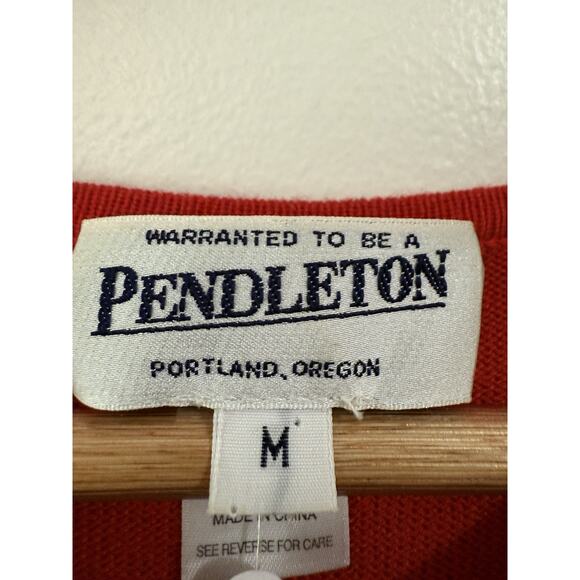 WARRANTED TO BE A
PENDLETON
PORTLAND, OREGON
M
MADE IN CHINA
SEE REVERSE FOR CARE